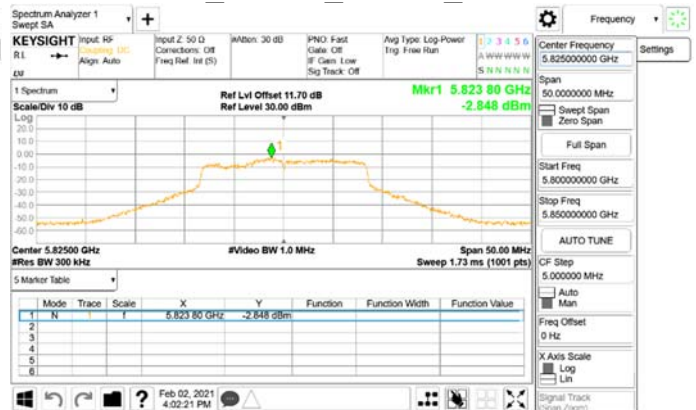 Spectrum Analyzer 1
Swept SA
+
Frequency
KEYSIGHT
Input: RF
Input Z: 50 Ω
#Atten: 30 dB
PNO: Fast
Avg Type: Log-Power
1 2 3 4 5 6
RL
Coupling: DC
Corrections: Off
Gate: Off
Trig: Free Run
A WWWWW
Align: Auto
Freq Ref: Int (S)
IF Gain: Low
S N N N N N
Sig Track: Off
Center Frequency
5.825000000 GHz
Settings
Span
50.0000000 MHz
Swept Span
Zero Span
Full Span
Start Freq
5.800000000 GHz
Stop Freq
5.850000000 GHz
AUTO TUNE
CF Step
5.000000 MHz
Auto
Man
Freq Offset
0 Hz
X Axis Scale
Log
Lin
Signal Track
(Span Zoom)
1 Spectrum
Scale/Div 10 dB
Ref Lvl Offset 11.70 dB
Ref Level 30.00 dBm
Mkr1 5.823 80 GHz
-2.848 dBm
Log
20.0
10.0
0.00
-10.0
-20.0
-30.0
-40.0
-50.0
-60.0
1
Center 5.82500 GHz
#Video BW 1.0 MHz
Span 50.00 MHz
#Res BW 300 kHz
Sweep 1.73 ms (1001 pts)
5 Marker Table
Mode Trace Scale X Y Function Function Width Function Value
1 N 1 f 5.823 80 GHz -2.848 dBm
2
3
4
5
6
?
Feb 02, 2021
4:02:21 PM